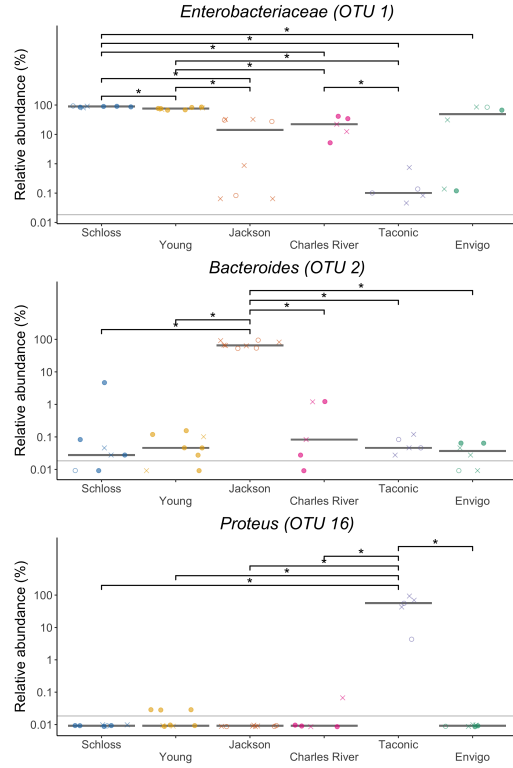 Enterobacteriaceae (OTU 1)
Relative abundance (%)
100
10
1
0.1
0.01
*
*
*
*
*
*
*
*
*
Schloss
Young
Jackson
Charles River
Taconic
Envigo
Bacteroides (OTU 2)
Relative abundance (%)
100
10
1
0.1
0.01
*
*
*
*
*
Schloss
Young
Jackson
Charles River
Taconic
Envigo
Proteus (OTU 16)
Relative abundance (%)
100
10
1
0.1
0.01
*
*
*
*
*
Schloss
Young
Jackson
Charles River
Taconic
Envigo